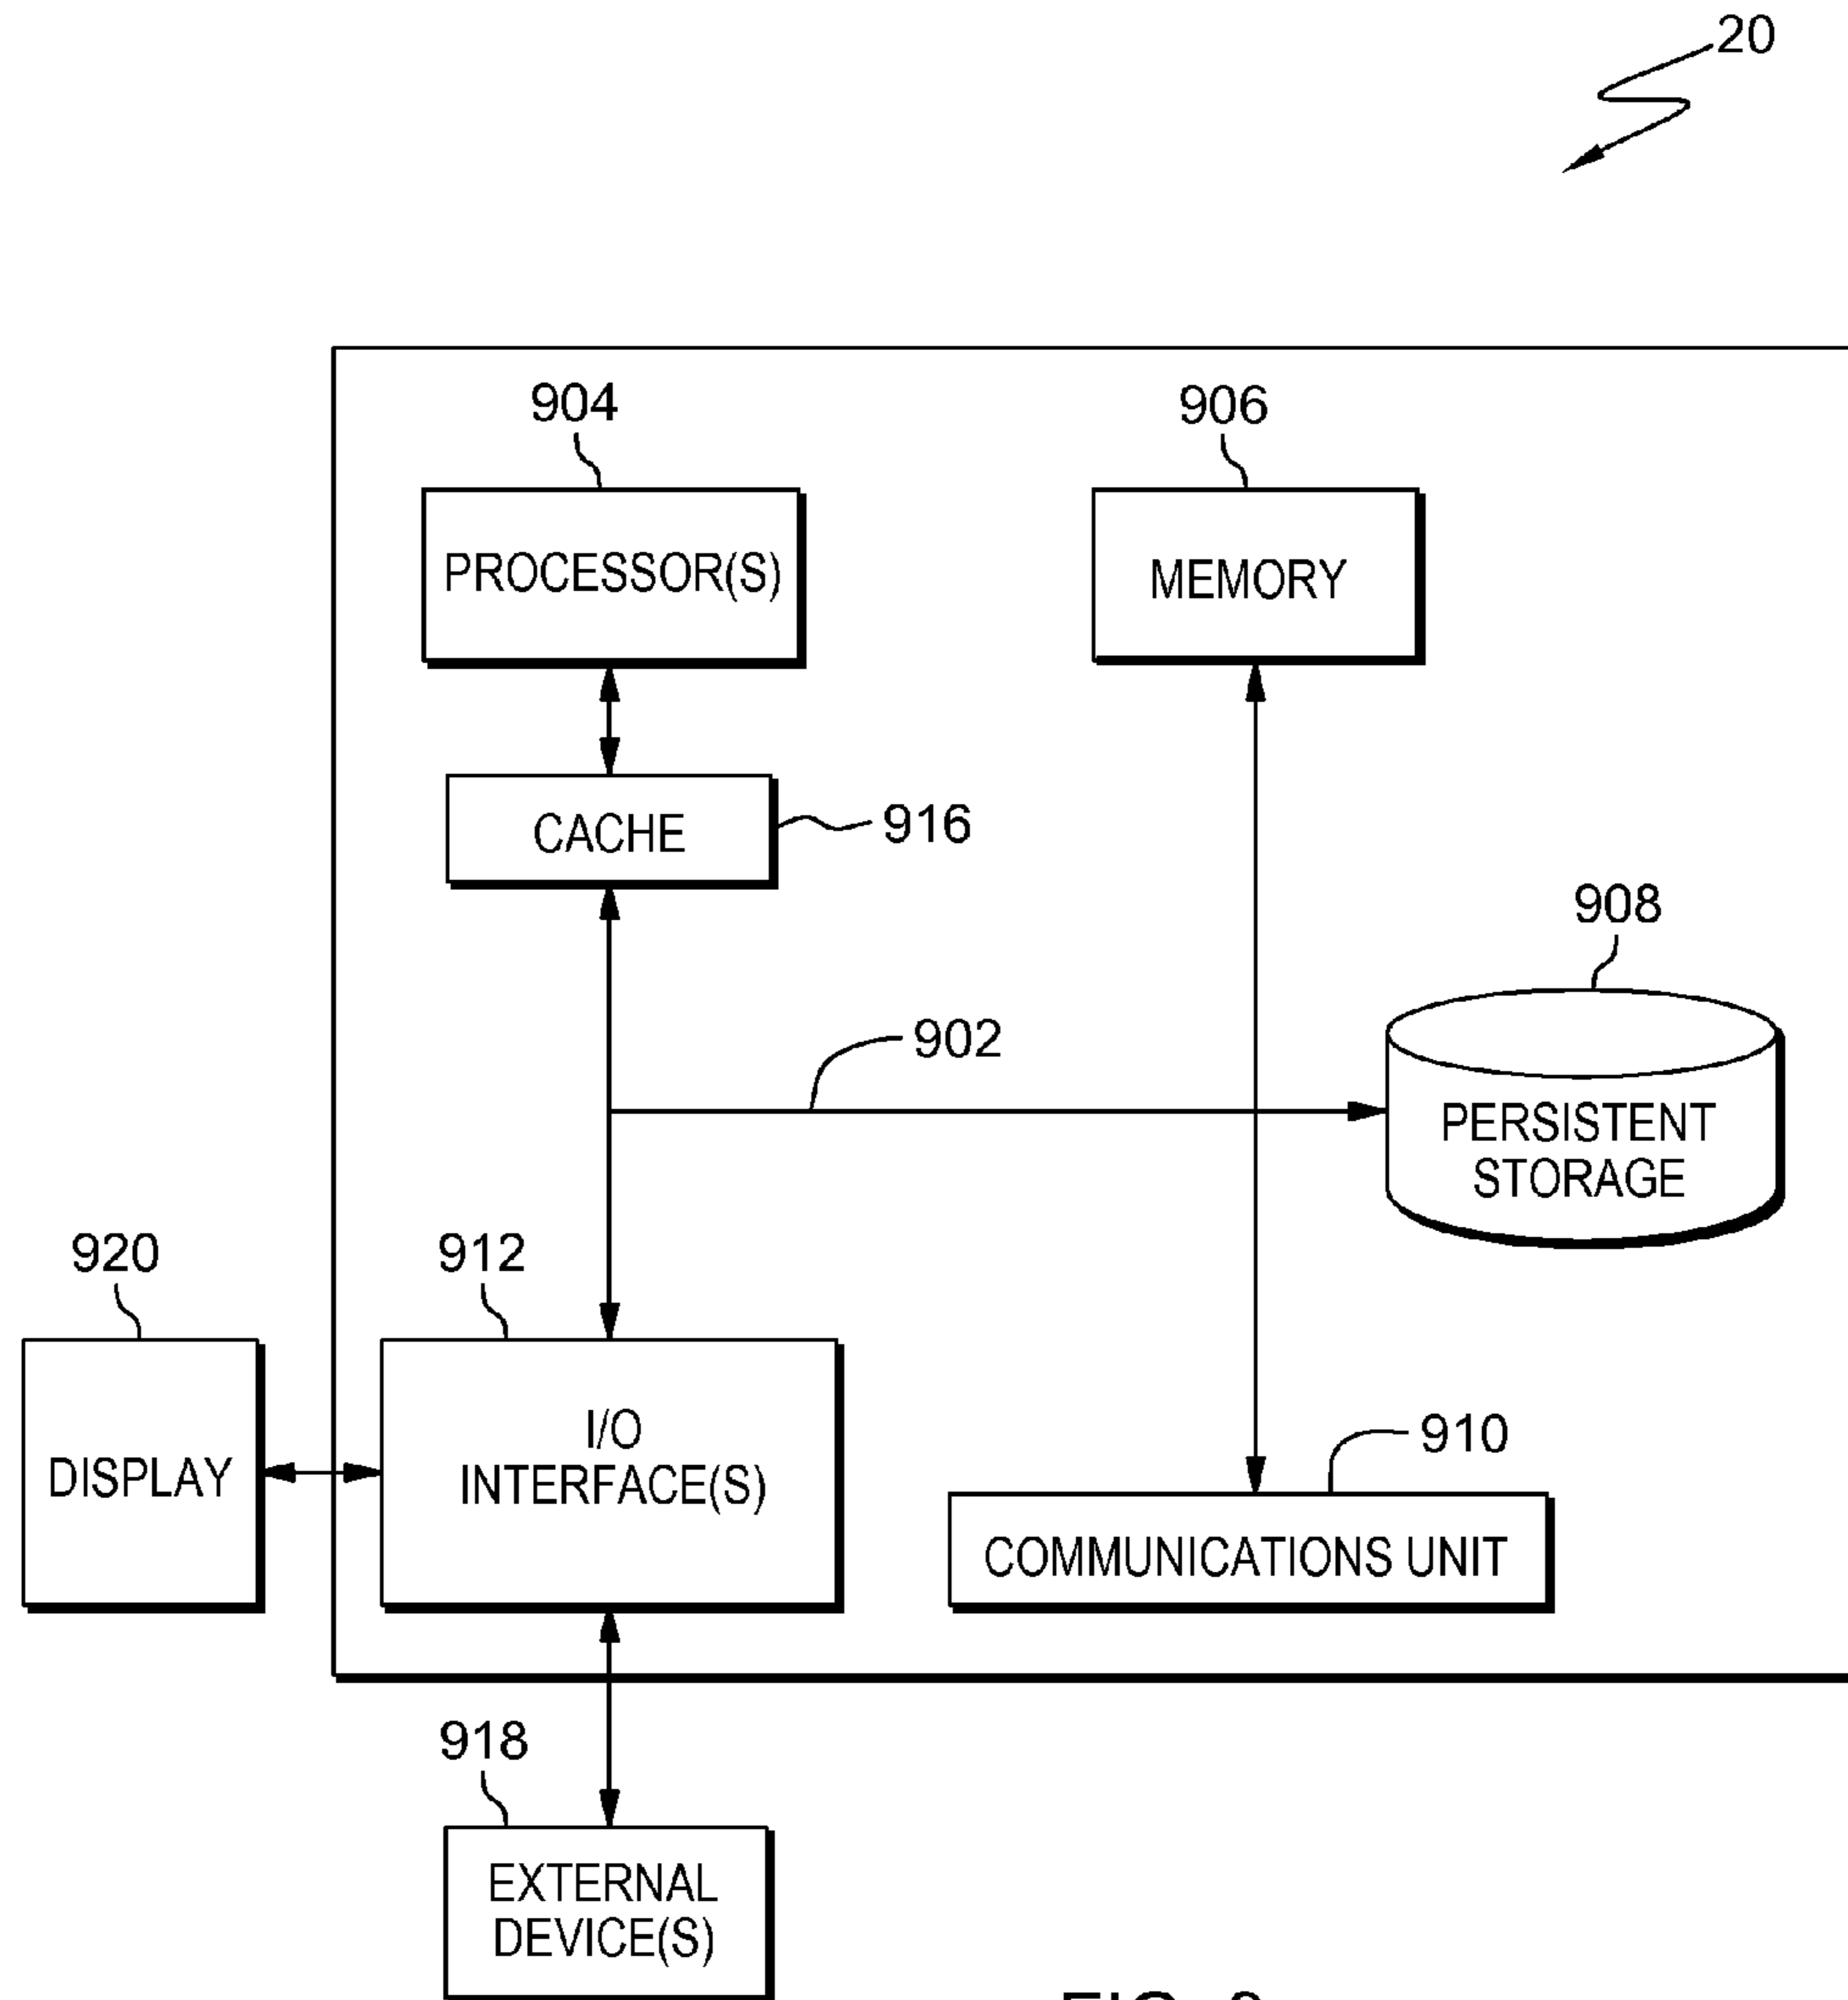 20
904
906
PROCESSOR(S)
MEMORY
CACHE
916
908
902
PERSISTENT
STORAGE
920
912
I/O
INTERFACE(S)
DISPLAY
910
COMMUNICATIONS UNIT
918
EXTERNAL
DEVICE(S)